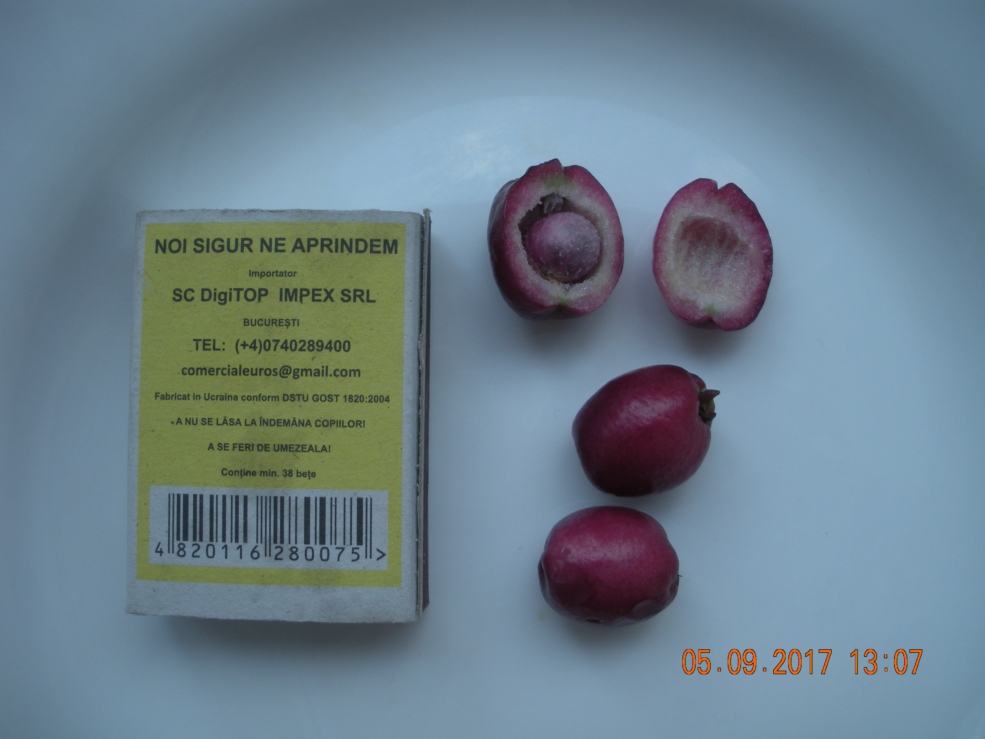 NOI SIGUR NE APRINDEM
Importator
SC DigiTOP IMPEX SRL
BUCUREȘTI
TEL: (+4)0740289400
comercialeuros@gmail.com
Fabricat in Ucraina conform DSTU GOST 1820:2004
-A NU SE LĂSA LA ÎNDEMÂNA COPIILOR!
A SE FERI DE UMEZEALA!
Conține min. 38 bețe
4 820116 280075 >
05.09.2017 13:07